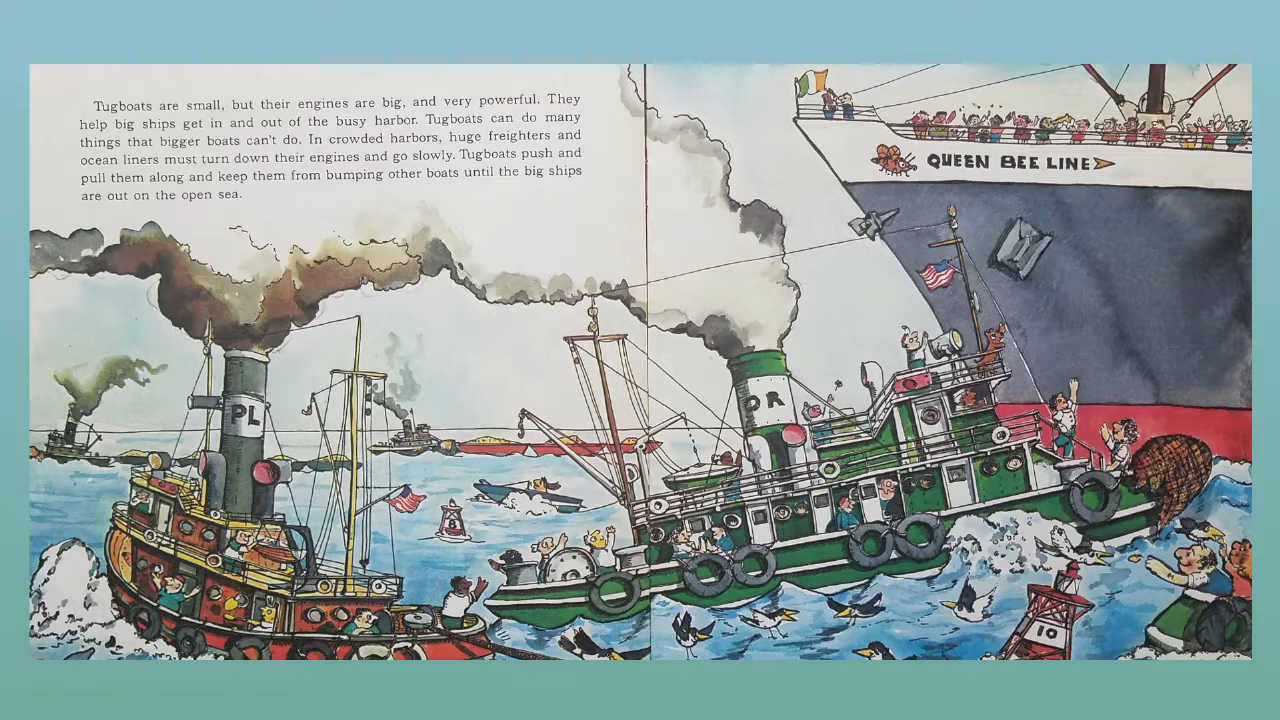 Tugboats are small, but their engines are big, and very powerful. They
help big ships get in and out of the busy harbor. Tugboats can do many
things that bigger boats can't do. In crowded harbors, huge freighters and
ocean liners must turn down their engines and go slowly. Tugboats push and
pull them along and keep them from bumping other boats until the big ships
are out on the open sea.
QUEEN BEE LINE
PL
OR
8
10